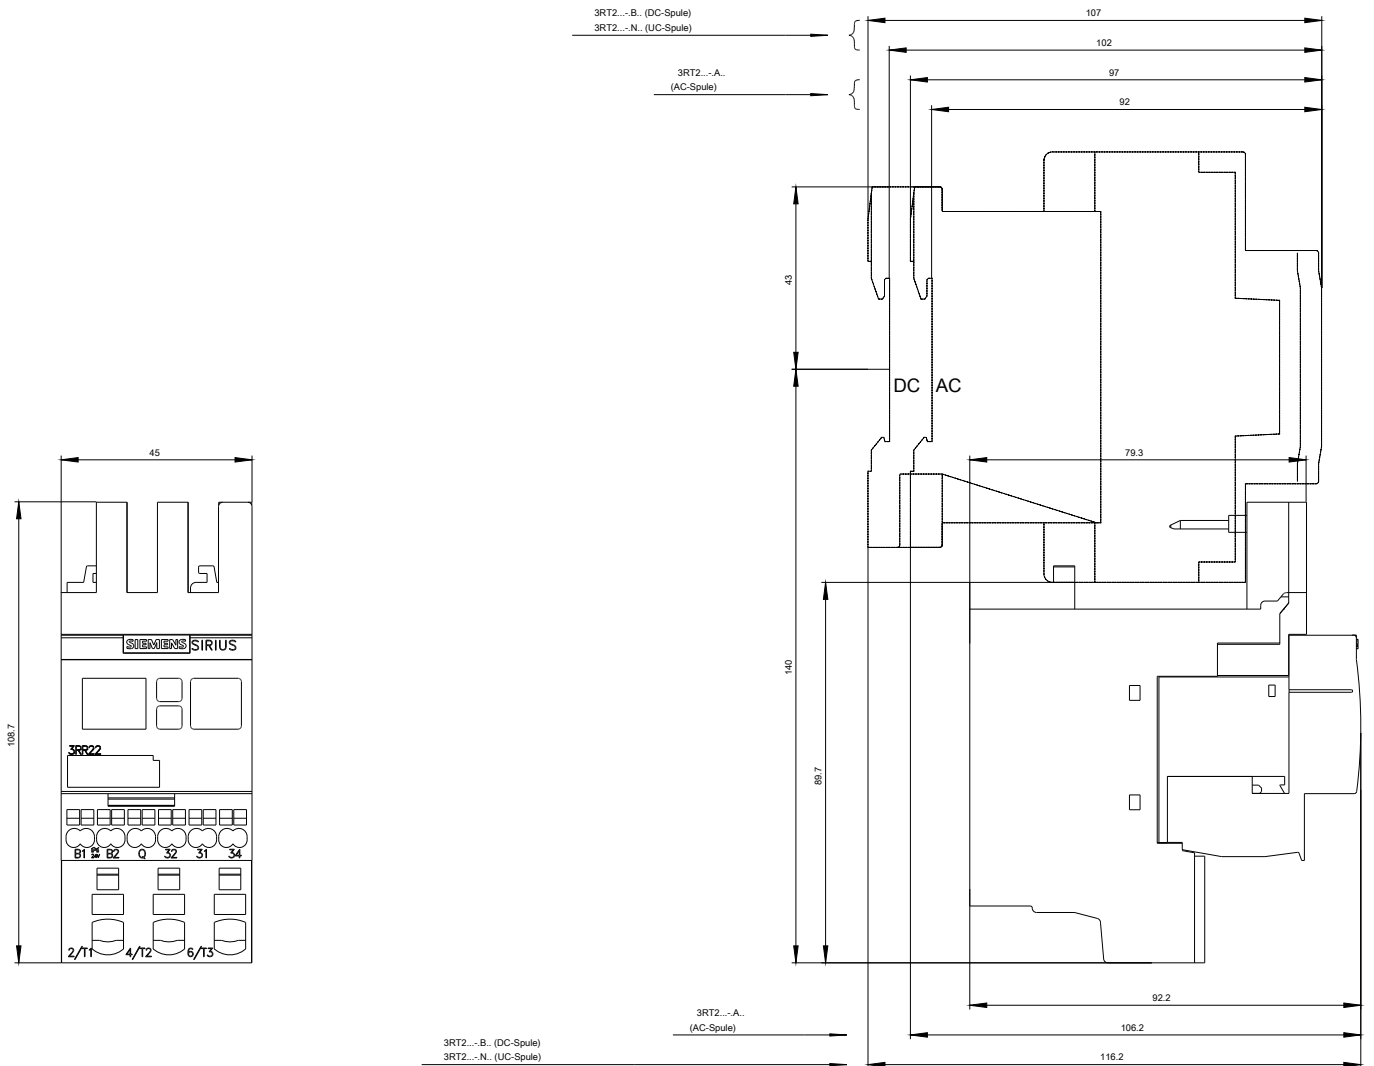 3RT2...-.B.. (DC-Spule)
107
3RT2...-.N.. (UC-Spule)
102
3RT2...-.A..
97
(AC-Spule)
92
43
DC AC
45
79.3
SIEMENS SIRIUS
140
108.7
3RR22
89.7
B1 B2 Q 32 31 34
2/T1 4/T2 6/T3
92.2
3RT2...-.A..
(AC-Spule)
106.2
3RT2...-.B.. (DC-Spule)
3RT2...-.N.. (UC-Spule)
116.2